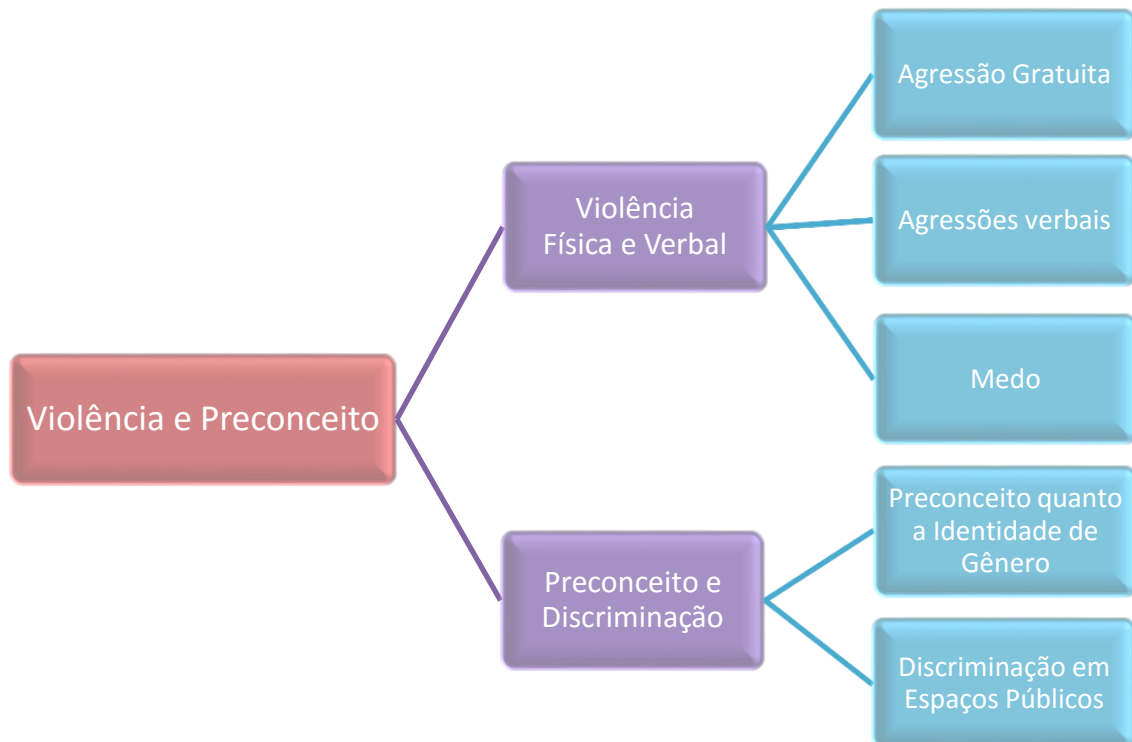 Violência e Preconceito
Violência
Física e Verbal
Agressão Gratuita
Agressões verbais
Medo
Preconceito e
Discriminação
Preconceito quanto
a Identidade de
Gênero
Discriminação em
Espaços Públicos